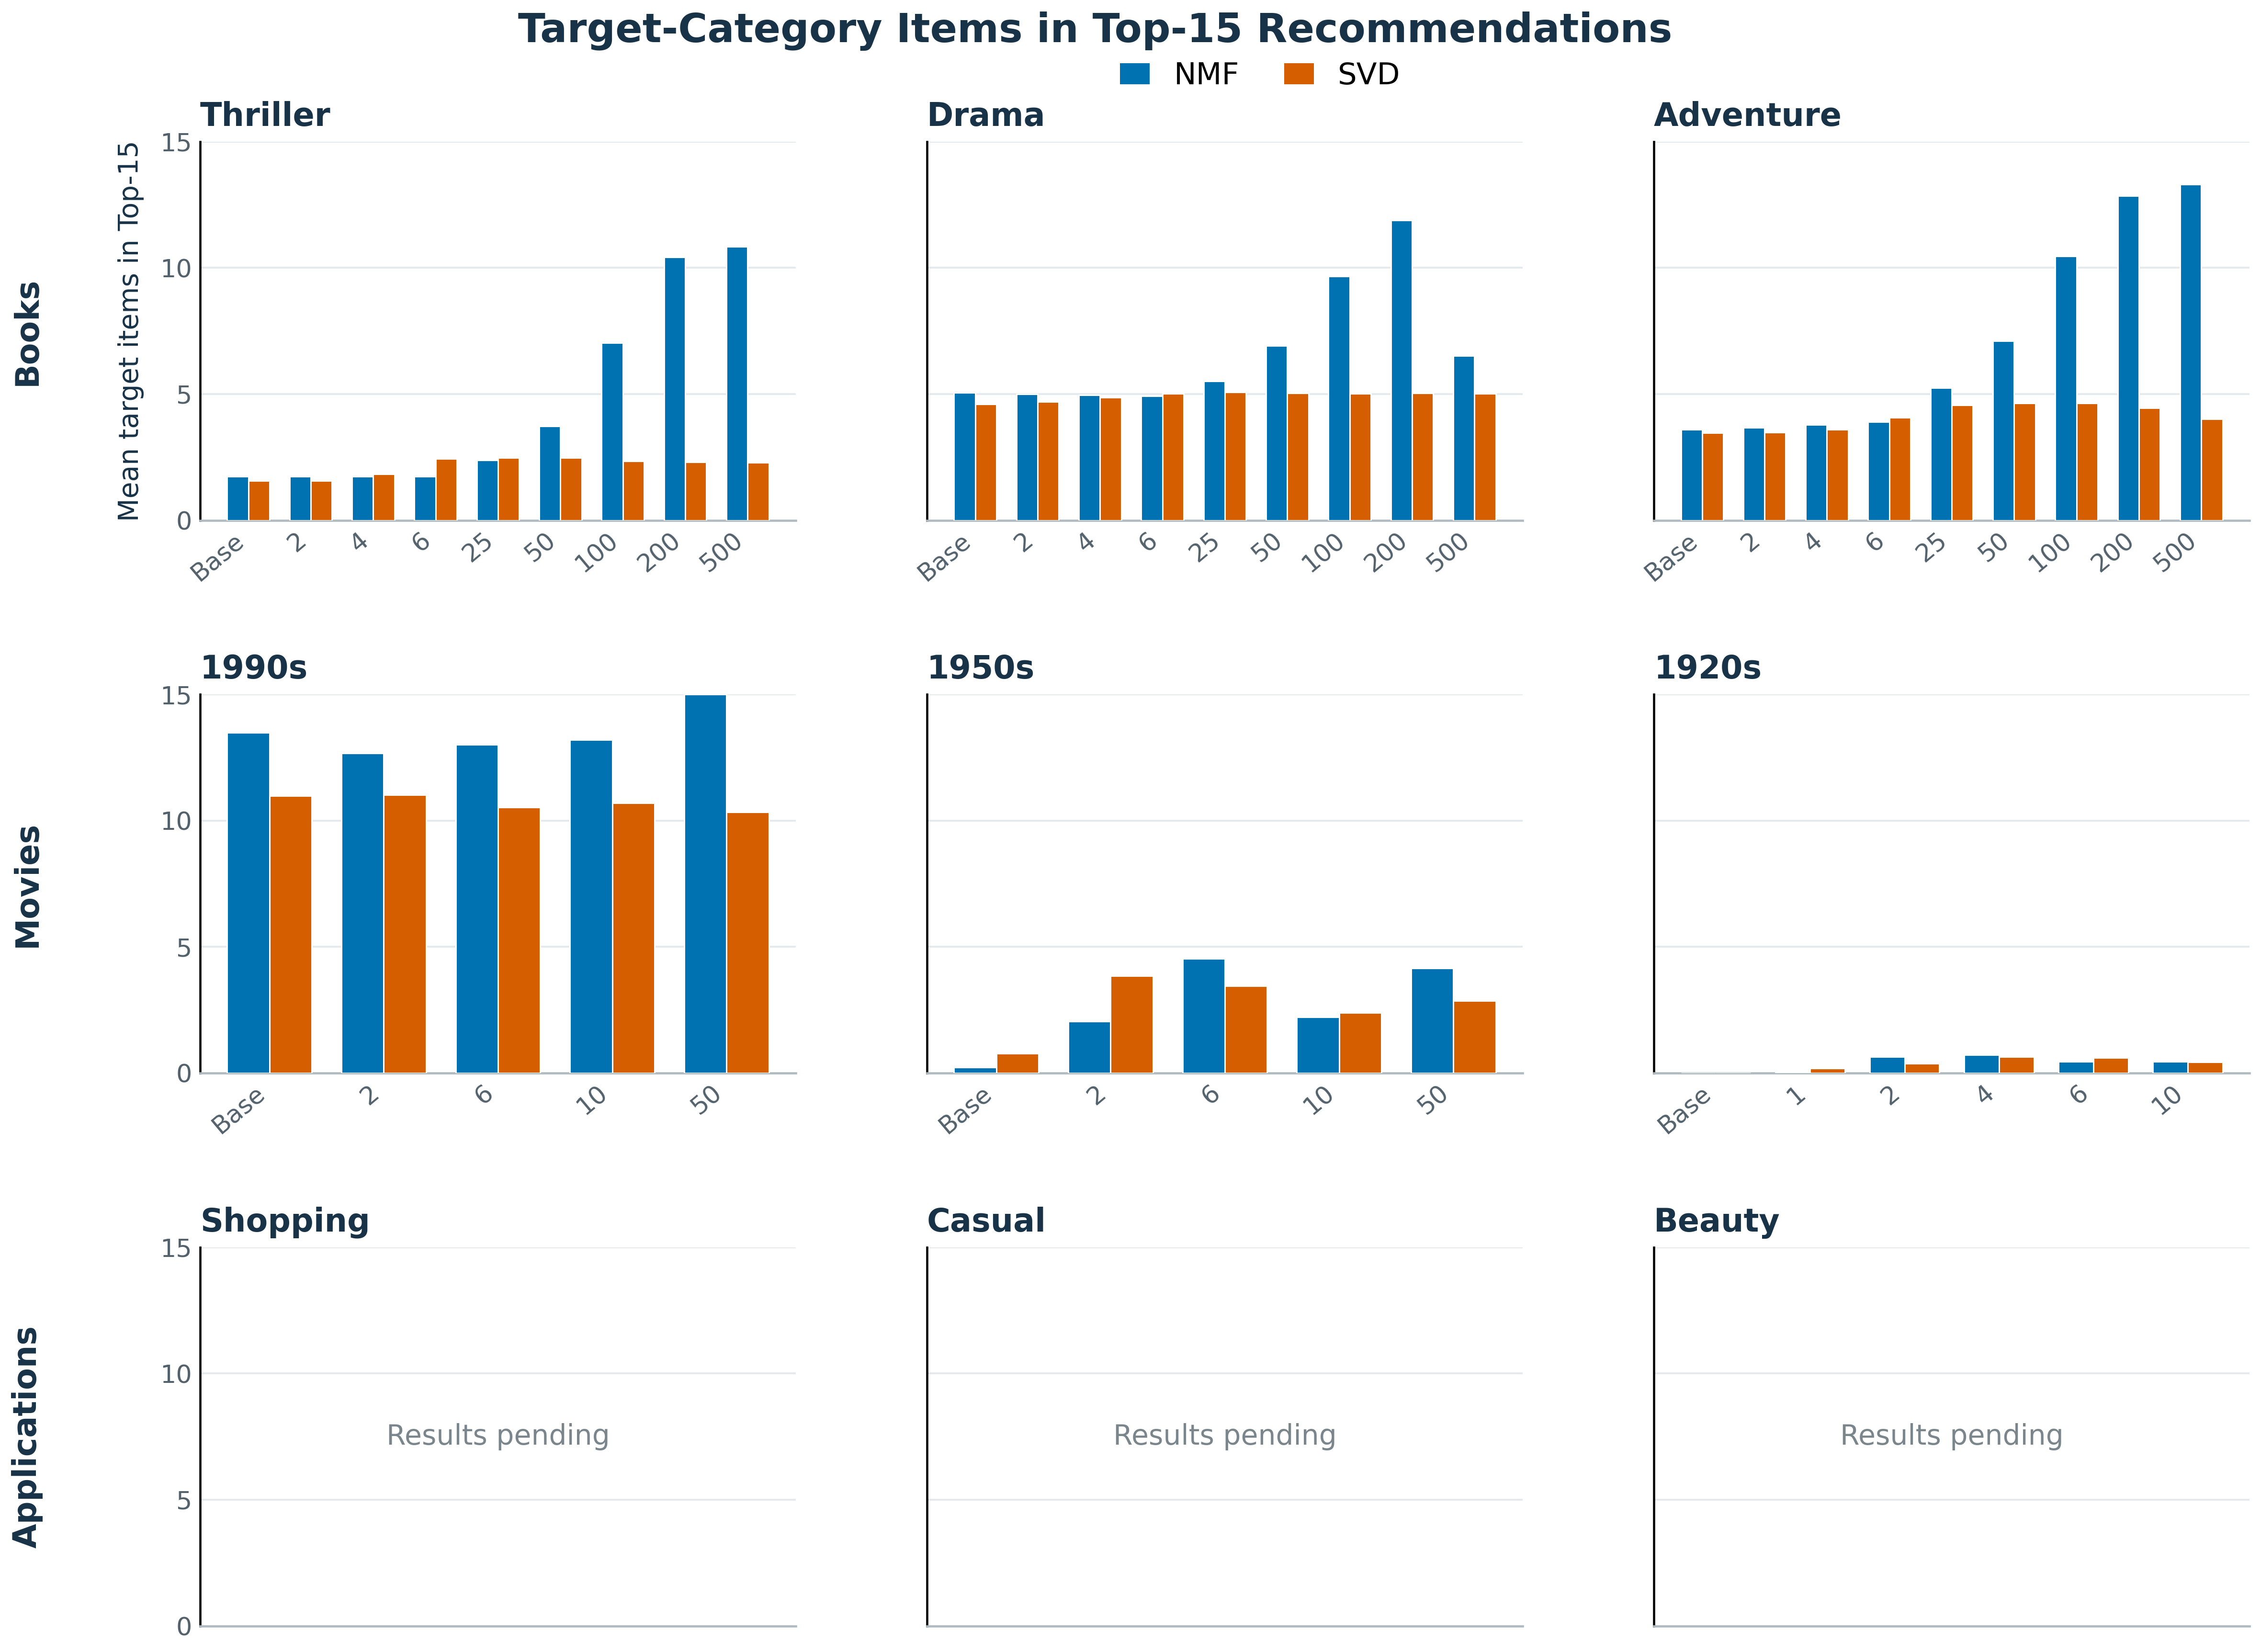 Target-Category Items in Top-15 Recommendations
NMF SVD
Thriller Drama Adventure
Books
Mean target items in Top-15
15
10
5
0
Base 2 4 6 25 50 100 200 500
Base 2 4 6 25 50 100 200 500
Base 2 4 6 25 50 100 200 500
1990s 1950s 1920s
Movies
15
10
5
0
Base 2 6 10 50
Base 2 6 10 50
Base 1 2 4 6 10
Shopping Casual Beauty
Applications
15
10
5
0
Results pending
Results pending
Results pending